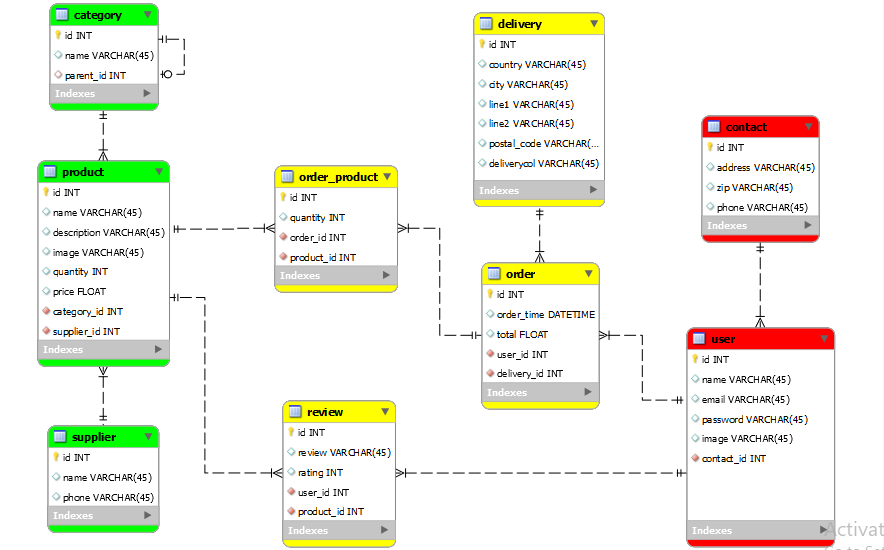 category
id INT
name VARCHAR(45)
parent_id INT
Indexes
delivery
id INT
country VARCHAR(45)
city VARCHAR(45)
line1 VARCHAR(45)
line2 VARCHAR(45)
postal_code VARCHAR(...
deliverycol VARCHAR(45)
Indexes
contact
id INT
address VARCHAR(45)
zip VARCHAR(45)
phone VARCHAR(45)
Indexes
product
id INT
name VARCHAR(45)
description VARCHAR(45)
image VARCHAR(45)
quantity INT
price FLOAT
category_id INT
supplier_id INT
Indexes
order_product
id INT
quantity INT
order_id INT
product_id INT
Indexes
order
id INT
order_time DATETIME
total FLOAT
user_id INT
delivery_id INT
Indexes
user
id INT
name VARCHAR(45)
email VARCHAR(45)
password VARCHAR(45)
image VARCHAR(45)
contact_id INT
Indexes
supplier
id INT
name VARCHAR(45)
phone VARCHAR(45)
Indexes
review
id INT
review VARCHAR(45)
rating INT
user_id INT
product_id INT
Indexes
Activat